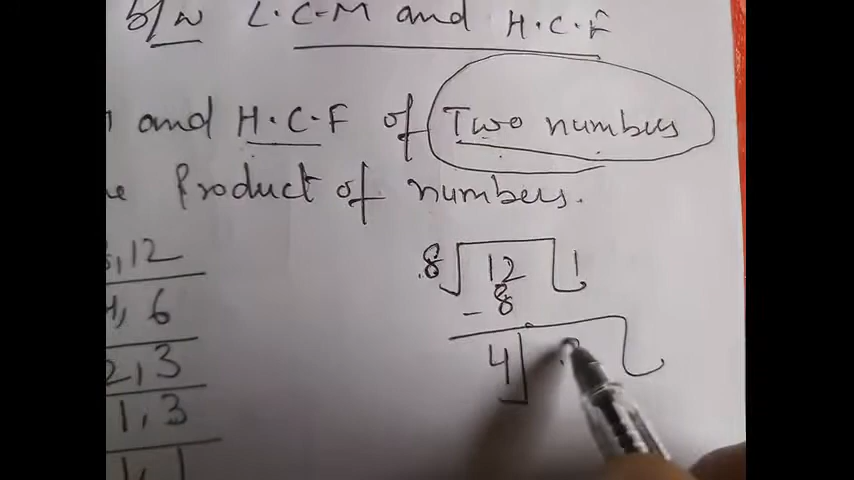 b/w L.C.M and H.C.F
and H.C.F of Two numbers
Product of numbers.
,12
8 12 1
, 6
- 8
2,3
4
1,3